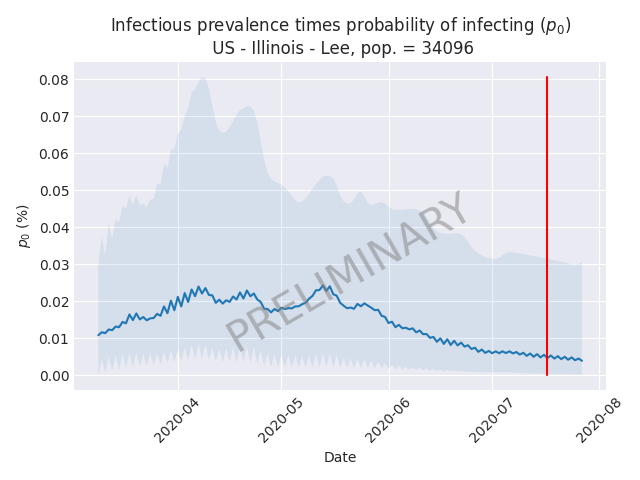 Infectious prevalence times probability of infecting (p₀)
US - Illinois - Lee, pop. = 34096
0.08
0.07
0.06
0.05
0.04
0.03
0.02
0.01
0.00
p₀ (%)
PRELIMINARY
2020-04
2020-05
2020-06
2020-07
2020-08
Date